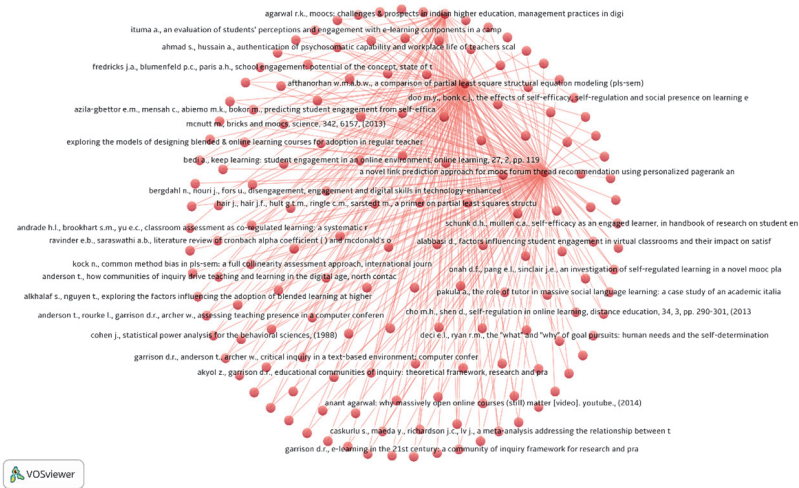 agarwal r.k., moocs: challenges & prospects in indian higher education, management practices in digi
ituma a., an evaluation of students' perceptions and engagement with e-learning components in a camp
ahmad s., hussain a., authentication of psychosomatic capability and workplace life of teachers scal
fredricks j.a., blumenfeld p.c., paris a.h., school engagement: potential of the concept, state of t
afthanorhan w.m.a.b.w., a comparison of partial least square structural equation modeling (pls-sem)
doo m.y., bonk c.j., the effects of self-efficacy, self-regulation and social presence on learning e
azila-gbettor e.m., mensah c., abiemo m.k., bokor m., predicting student engagement from self-effica
mcnutt m., bricks and moocs, science, 342, 6157, (2013)
exploring the models of designing blended & online learning courses for adoption in regular teacher
bedi a., keep learning: student engagement in an online environment, online learning, 27, 2, pp. 119
a novel link prediction approach for mooc forum thread recommendation using personalized pagerank an
bergdahl n., nouri j., fors u., disengagement, engagement and digital skills in technology-enhanced
hair j., hair j.f., hult g.t.m., ringle c.m., sarstedt m., a primer on partial least squares structu
schunk d.h., mullen c.a., self-efficacy as an engaged learner, in handbook of research on student en
andrade h.l., brookhart s.m., yu e.c., classroom assessment as co-regulated learning: a systematic r
ravinder e.b., saraswathi a.b., literature review of cronbach alpha coefficient ( ) and mcdonald's o
alabbasi d., factors influencing student engagement in virtual classrooms and their impact on satisf
kock n., common method bias in pls-sem: a full collinearity assessment approach, international journ
onah d.f., pang e.l., sinclair j.e., an investigation of self-regulated learning in a novel mooc pla
anderson t., how communities of inquiry drive teaching and learning in the digital age, north contac
pakula a., the role of tutor in massive social language learning: a case study of an academic italia
alkhalaf s., nguyen t., exploring the factors influencing the adoption of blended learning at higher
cho m.h., shen d., self-regulation in online learning, distance education, 34, 3, pp. 290-301, (2013
anderson t., rourke l., garrison d.r., archer w., assessing teaching presence in a computer conferen
cohen j., statistical power analysis for the behavioral sciences, (1988)
deci e.l., ryan r.m., the "what" and "why" of goal pursuits: human needs and the self-determination
garrison d.r., anderson t., archer w., critical inquiry in a text-based environment: computer confer
akyol z., garrison d.r., educational communities of inquiry: theoretical framework, research and pra
anant agarwal: why massively open online courses (still) matter [video]. youtube., (2014)
caskurlu s., maeda y., richardson j.c., lv j., a meta-analysis addressing the relationship between t
garrison d.r., e-learning in the 21st century: a community of inquiry framework for research and pra
VOSviewer